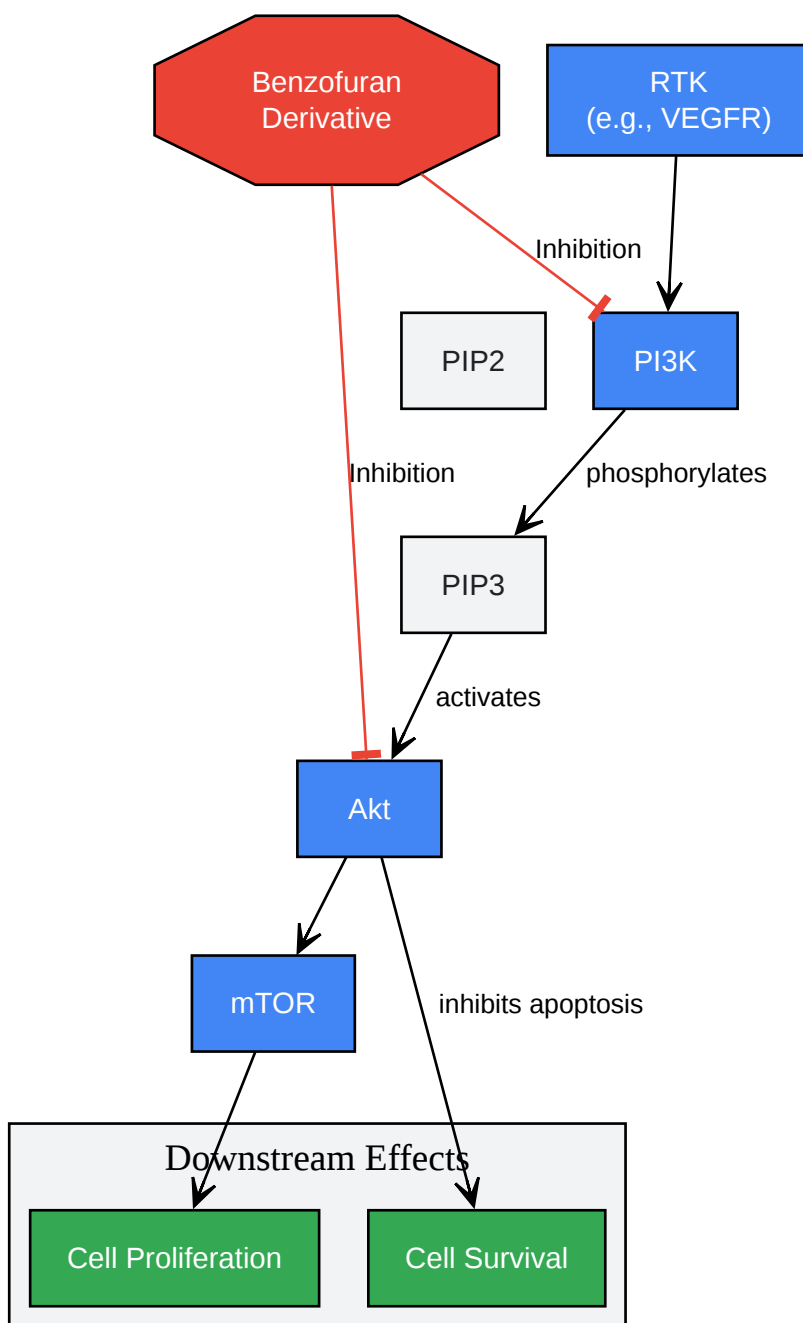 Benzofuran
Derivative
RTK
(e.g., VEGFR)
Inhibition
PIP2
PI3K
Inhibition
phosphorylates
PIP3
activates
Akt
mTOR
inhibits apoptosis
Downstream Effects
Cell Proliferation
Cell Survival